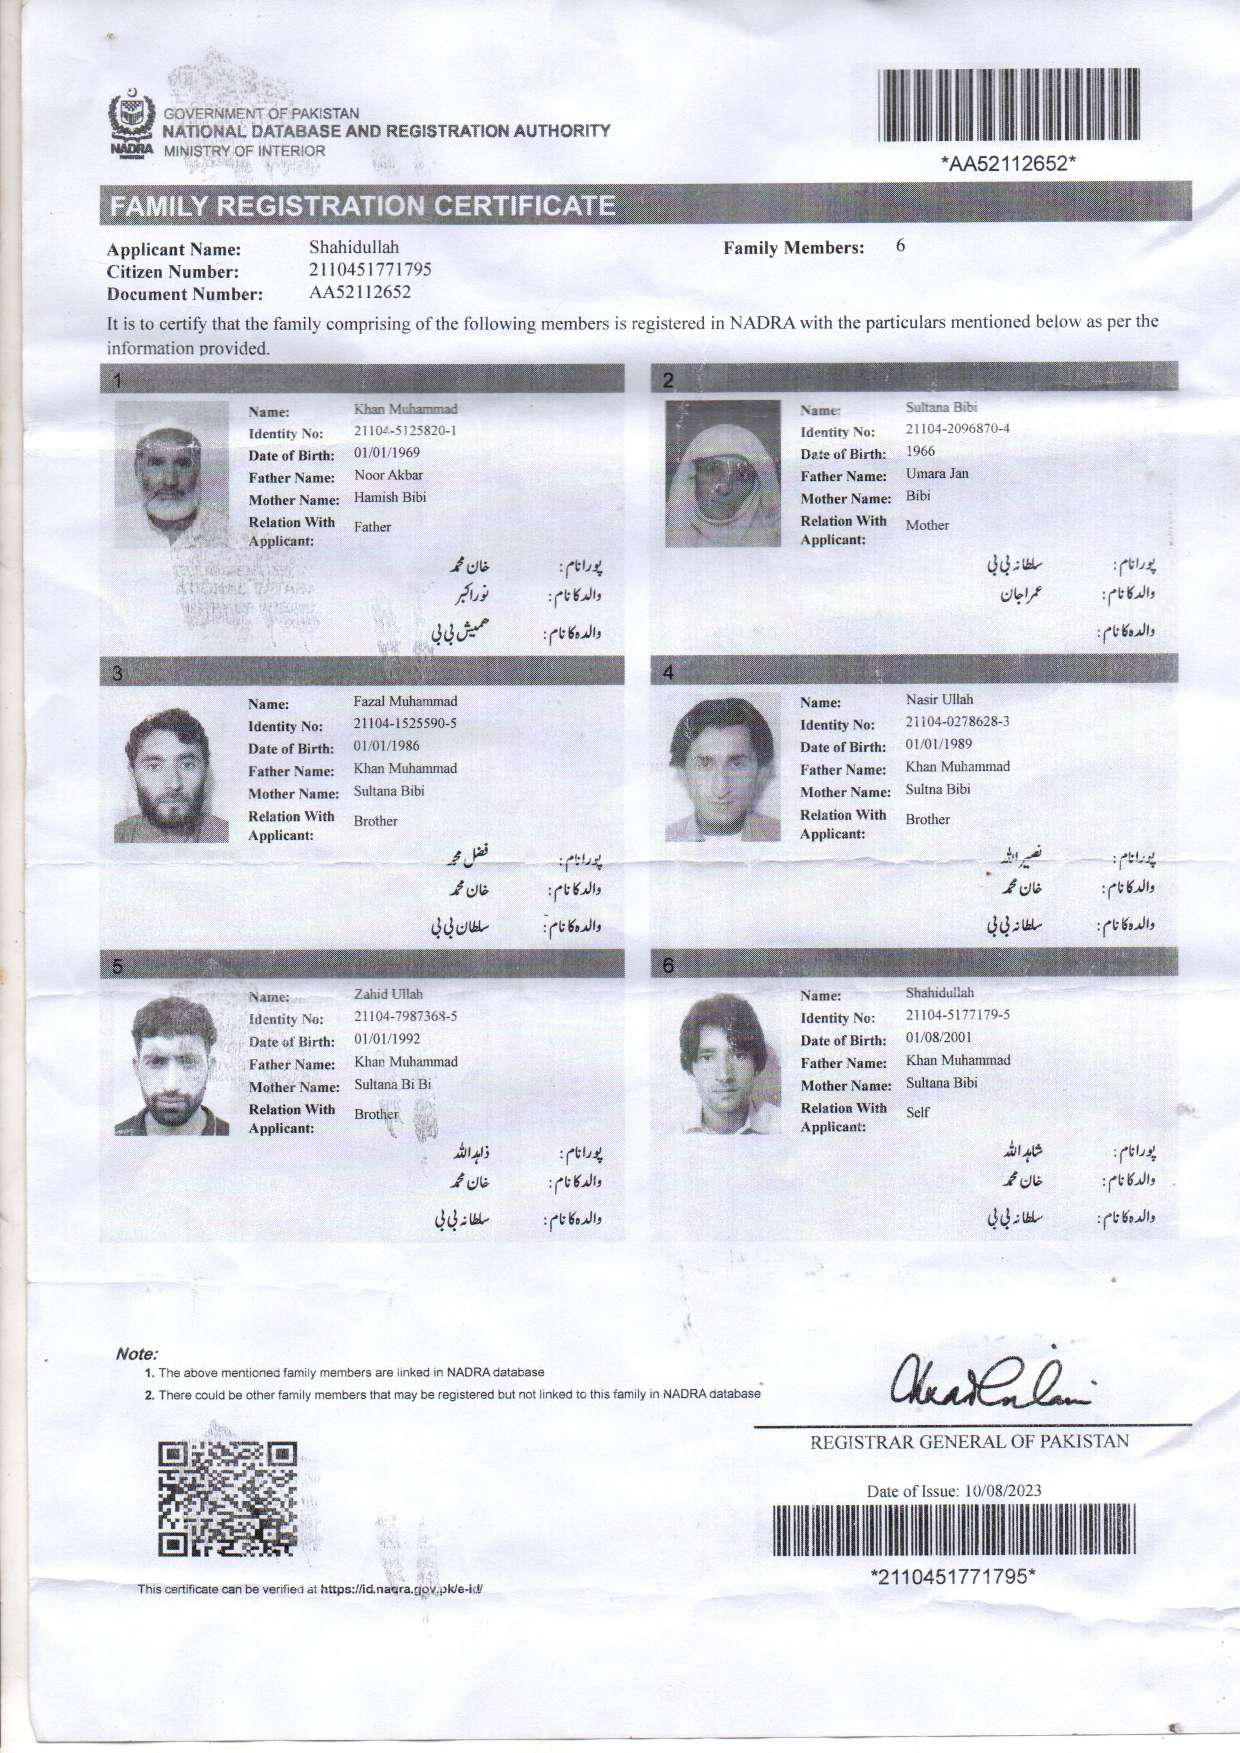 GOVERNMENT OF PAKISTAN
NATIONAL DATABASE AND REGISTRATION AUTHORITY
NADRA MINISTRY OF INTERIOR
PAKISTAN
*AA52112652*
FAMILY REGISTRATION CERTIFICATE
Applicant Name: Shahidullah Family Members: 6
Citizen Number: 2110451771795
Document Number: AA52112652
It is to certify that the family comprising of the following members is registered in NADRA with the particulars mentioned below as per the
information provided.
1
Name: Khan Muhammad
Identity No: 21104-5125820-1
Date of Birth: 01/01/1969
Father Name: Noor Akbar
Mother Name: Hamish Bibi
Relation With Father
Applicant:
پورا نام: خان محمد
والد کا نام: نور اکبر
والدہ کا نام: همیش بی بی
2
Name: Sultana Bibi
Identity No: 21104-2096870-4
Date of Birth: 1966
Father Name: Umara Jan
Mother Name: Bibi
Relation With Mother
Applicant:
پورا نام: سلطانہ بی بی
والد کا نام: عمرا جان
والدہ کا نام:
3
Name: Fazal Muhammad
Identity No: 21104-1525590-5
Date of Birth: 01/01/1986
Father Name: Khan Muhammad
Mother Name: Sultana Bibi
Relation With Brother
Applicant:
پورا نام: فضل محمد
والد کا نام: خان محمد
والدہ کا نام: سلطان بی بی
4
Name: Nasir Ullah
Identity No: 21104-0278628-3
Date of Birth: 01/01/1989
Father Name: Khan Muhammad
Mother Name: Sultna Bibi
Relation With Brother
Applicant:
پورا نام: نصیر اللہ
والد کا نام: خان محمد
والدہ کا نام: سلطانہ بی بی
5
Name: Zahid Ullah
Identity No: 21104-7987368-5
Date of Birth: 01/01/1992
Father Name: Khan Muhammad
Mother Name: Sultana Bi Bi
Relation With Brother
Applicant:
پورا نام: زاہد اللہ
والد کا نام: خان محمد
والدہ کا نام: سلطانہ بی بی
6
Name: Shahidullah
Identity No: 21104-5177179-5
Date of Birth: 01/08/2001
Father Name: Khan Muhammad
Mother Name: Sultana Bibi
Relation With Self
Applicant:
پورا نام: شاہد اللہ
والد کا نام: خان محمد
والدہ کا نام: سلطانہ بی بی
Note:
1. The above mentioned family members are linked in NADRA database
2. There could be other family members that may be registered but not linked to this family in NADRA database
REGISTRAR GENERAL OF PAKISTAN
Date of Issue: 10/08/2023
*2110451771795*
This certificate can be verified at https://id.nadra.gov.pk/e-id/